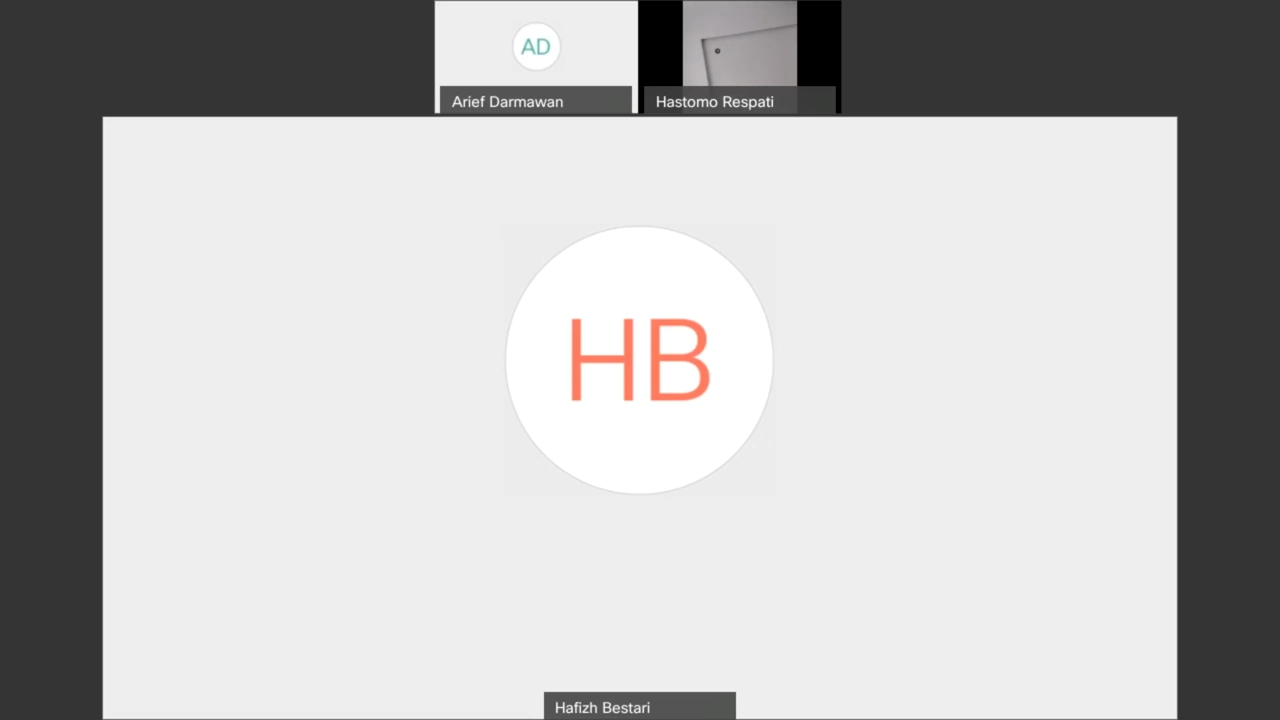 AD
Arief Darmawan
Hastomo Respati
HB
Hafizh Bestari